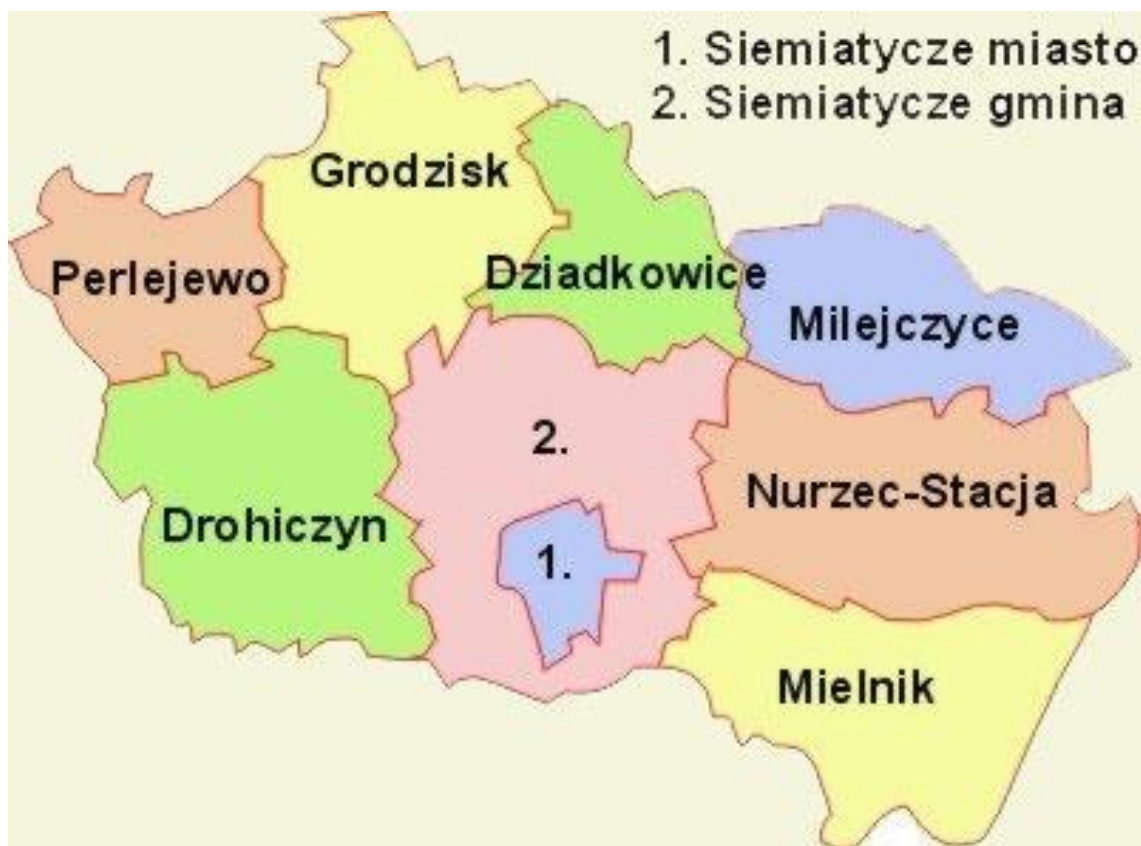 1. Siemiatycze miasto
2. Siemiatycze gmina
Grodzisk
Perlejewo
Dziadkowice
Milejczyce
2.
Nurzec-Stacja
Drohiczyn
1.
Mielnik